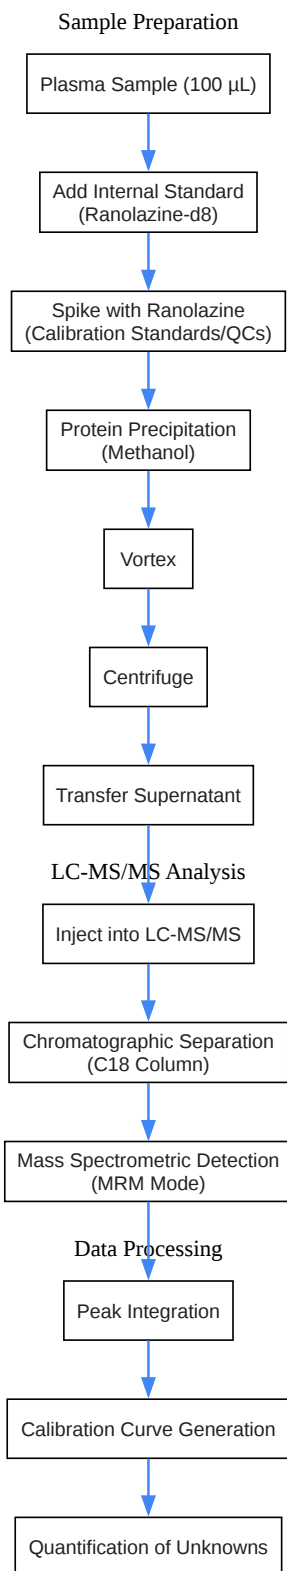 Sample Preparation
Plasma Sample (100 µL)
Add Internal Standard
(Ranolazine-d8)
Spike with Ranolazine
(Calibration Standards/QCs)
Protein Precipitation
(Methanol)
Vortex
Centrifuge
Transfer Supernatant
LC-MS/MS Analysis
Inject into LC-MS/MS
Chromatographic Separation
(C18 Column)
Mass Spectrometric Detection
(MRM Mode)
Data Processing
Peak Integration
Calibration Curve Generation
Quantification of Unknowns